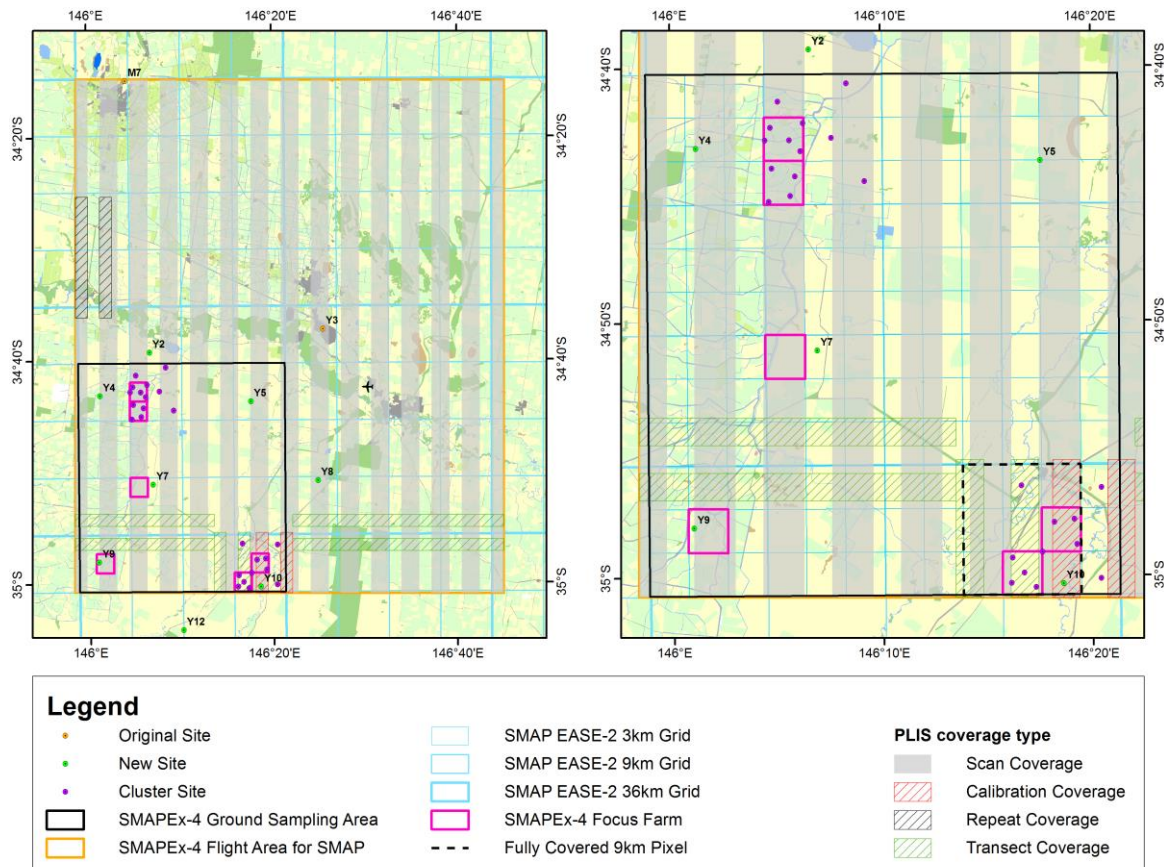 146°E 146°20'E 146°40'E
146°E 146°10'E 146°20'E
M7
Y2
34°40'S 34°40'S
34°20'S 34°20'S
Y4 Y5
Y3
34°50'S 34°50'S
Y2
Y7
34°40'S 34°40'S
Y4 Y5
Y8
Y7
Y9
Y9
35°S Y10 35°S
35°S Y10 35°S
Y12
146°E 146°20'E 146°40'E
146°E 146°10'E 146°20'E
Legend
Original Site
New Site
Cluster Site
SMAPEx-4 Ground Sampling Area
SMAPEx-4 Flight Area for SMAP
SMAP EASE-2 3km Grid
SMAP EASE-2 9km Grid
SMAP EASE-2 36km Grid
SMAPEx-4 Focus Farm
Fully Covered 9km Pixel
PLIS coverage type
Scan Coverage
Calibration Coverage
Repeat Coverage
Transect Coverage